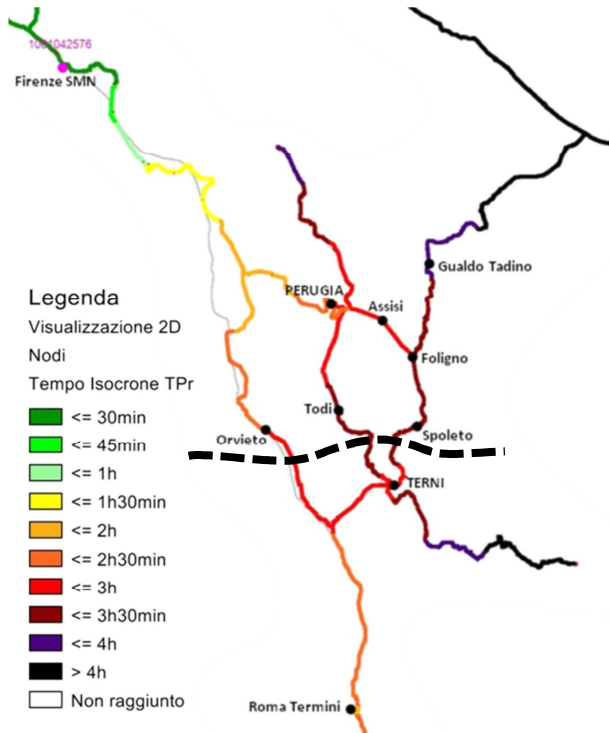 1001042576
Firenze SMN
Gualdo Tadino
PERUGIA
Assisi
Foligno
Todi
Spoleto
Orvieto
TERNI
Roma Termini
Legenda
Visualizzazione 2D
Nodi
Tempo Isocrone TPr
<= 30min
<= 45min
<= 1h
<= 1h30min
<= 2h
<= 2h30min
<= 3h
<= 3h30min
<= 4h
> 4h
Non raggiunto